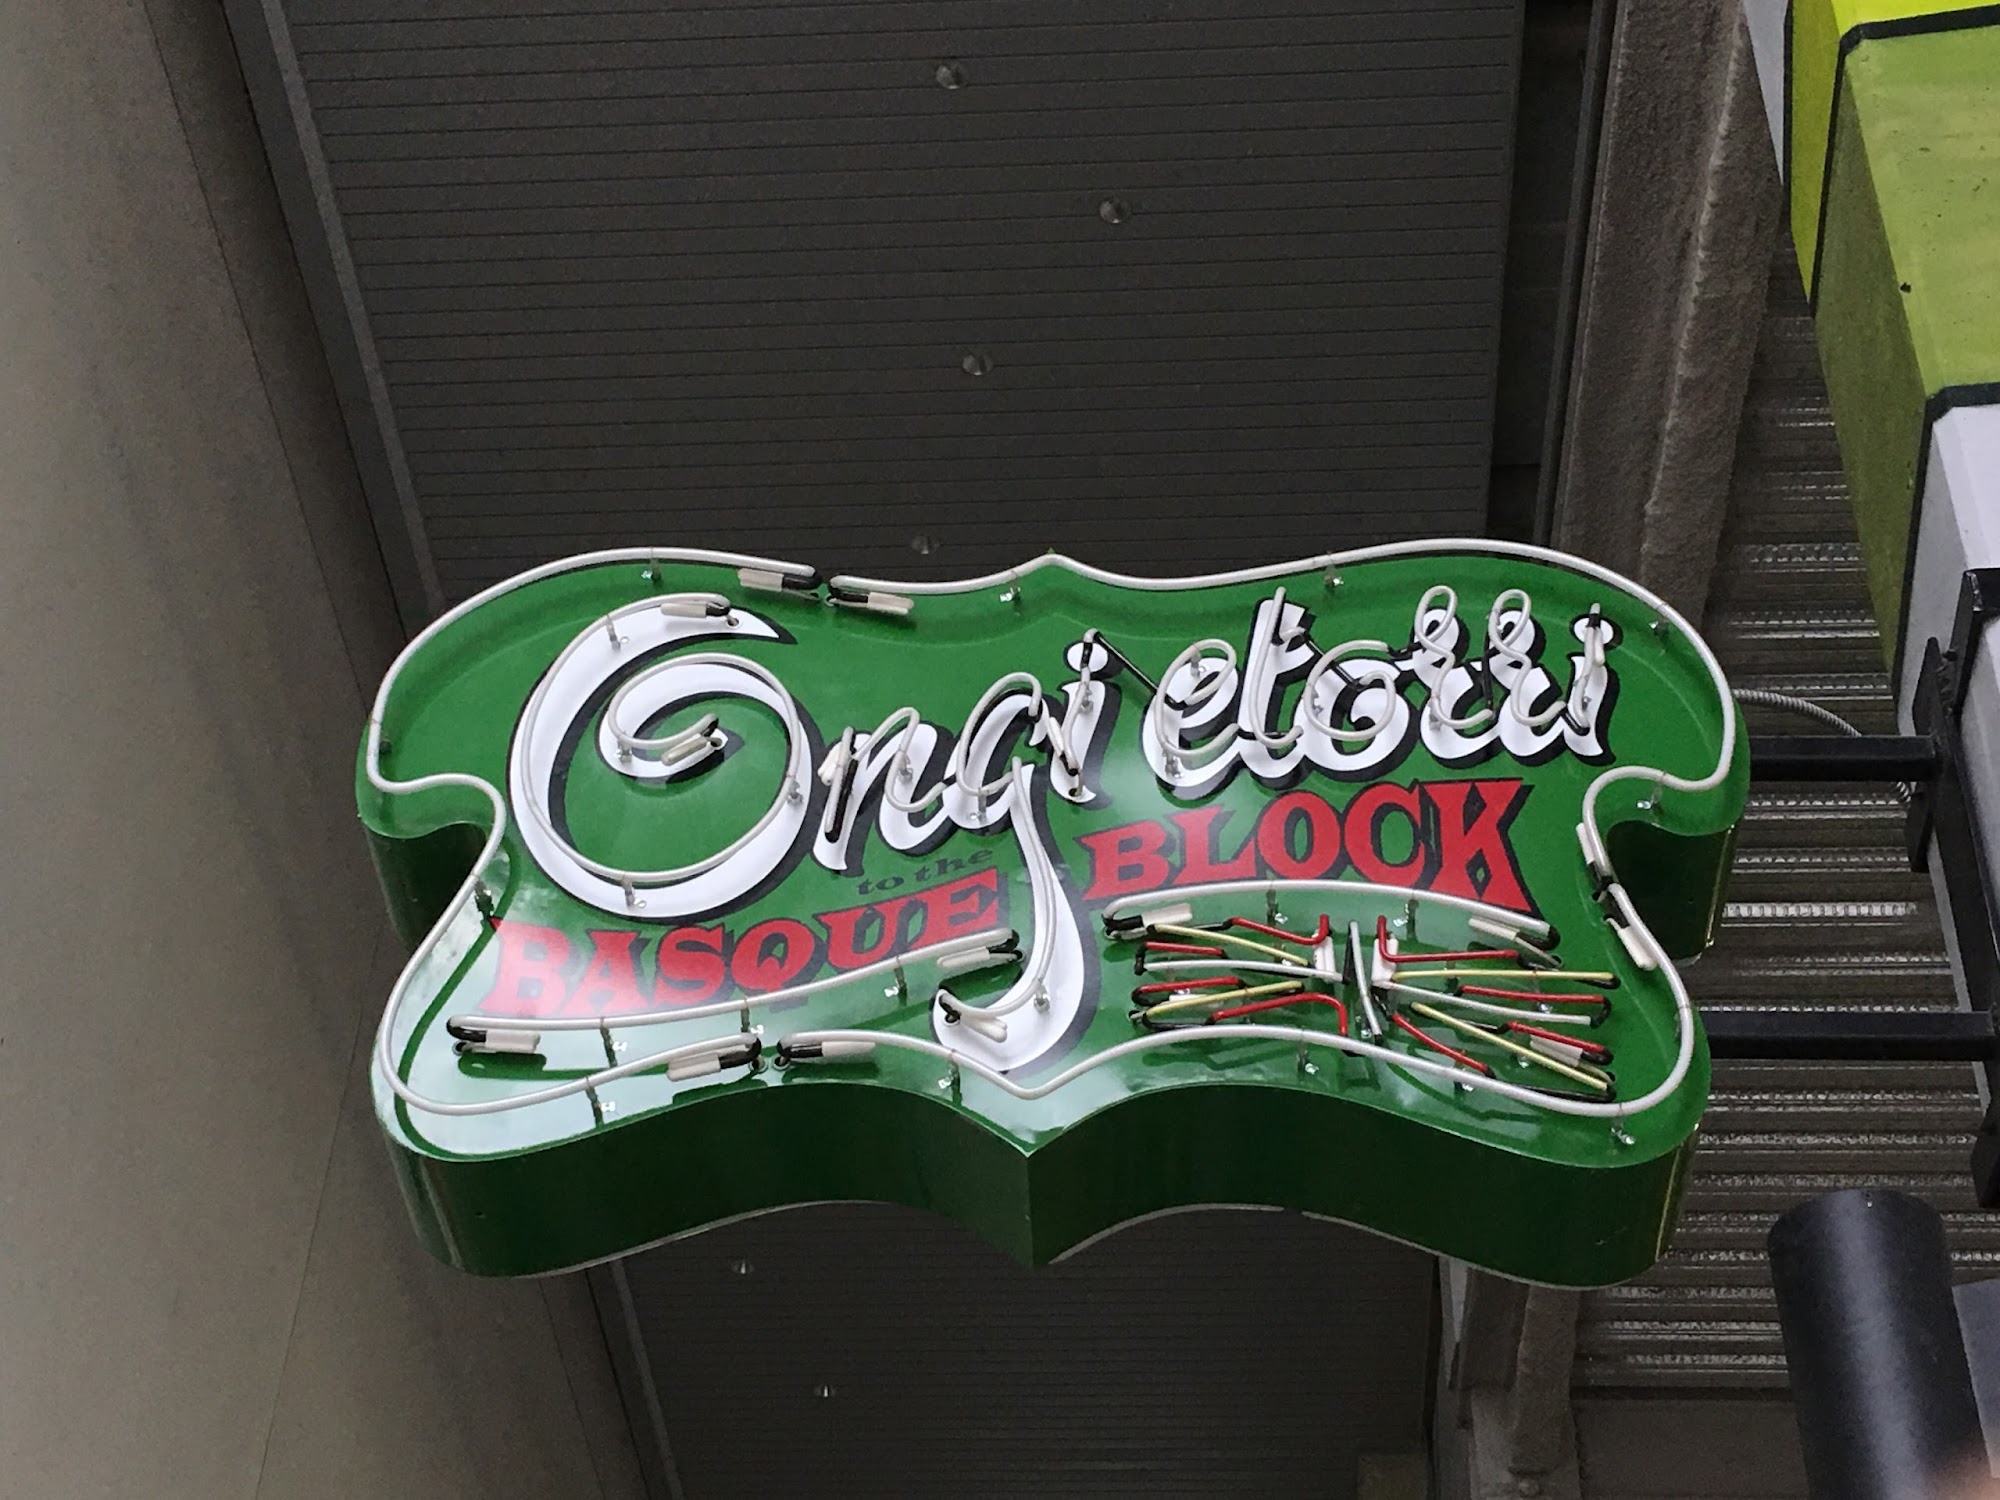 Ongi etorri
to the
BASQUE BLOCK